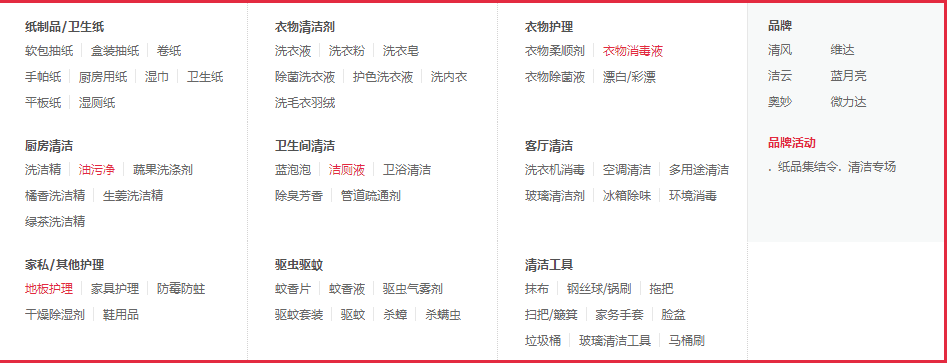 纸制品/卫生纸
软包抽纸 盒装抽纸 卷纸
手帕纸 厨房用纸 湿巾 卫生纸
平板纸 湿厕纸
衣物清洁剂
洗衣液 洗衣粉 洗衣皂
除菌洗衣液 护色洗衣液 洗内衣
洗毛衣羽绒
衣物护理
衣物柔顺剂 衣物消毒液
衣物除菌液 漂白/彩漂
厨房清洁
洗洁精 油污净 蔬果洗涤剂
橘香洗洁精 生姜洗洁精
绿茶洗洁精
卫生间清洁
蓝泡泡 洁厕液 卫浴清洁
除臭芳香 管道疏通剂
客厅清洁
洗衣机消毒 空调清洁 多用途清洁
玻璃清洁剂 冰箱除味 环境消毒
家私/其他护理
地板护理 家具护理 防霉防蛀
干燥除湿剂 鞋用品
驱虫驱蚊
蚊香片 蚊香液 驱虫气雾剂
驱蚊套装 驱蚊 杀蟑 杀螨虫
清洁工具
抹布 钢丝球/锅刷 拖把
扫把/簸箕 家务手套 脸盆
垃圾桶 玻璃清洁工具 马桶刷
品牌
清风 维达
洁云 蓝月亮
奥妙 微力达
品牌活动
. 纸品集结令. 清洁专场